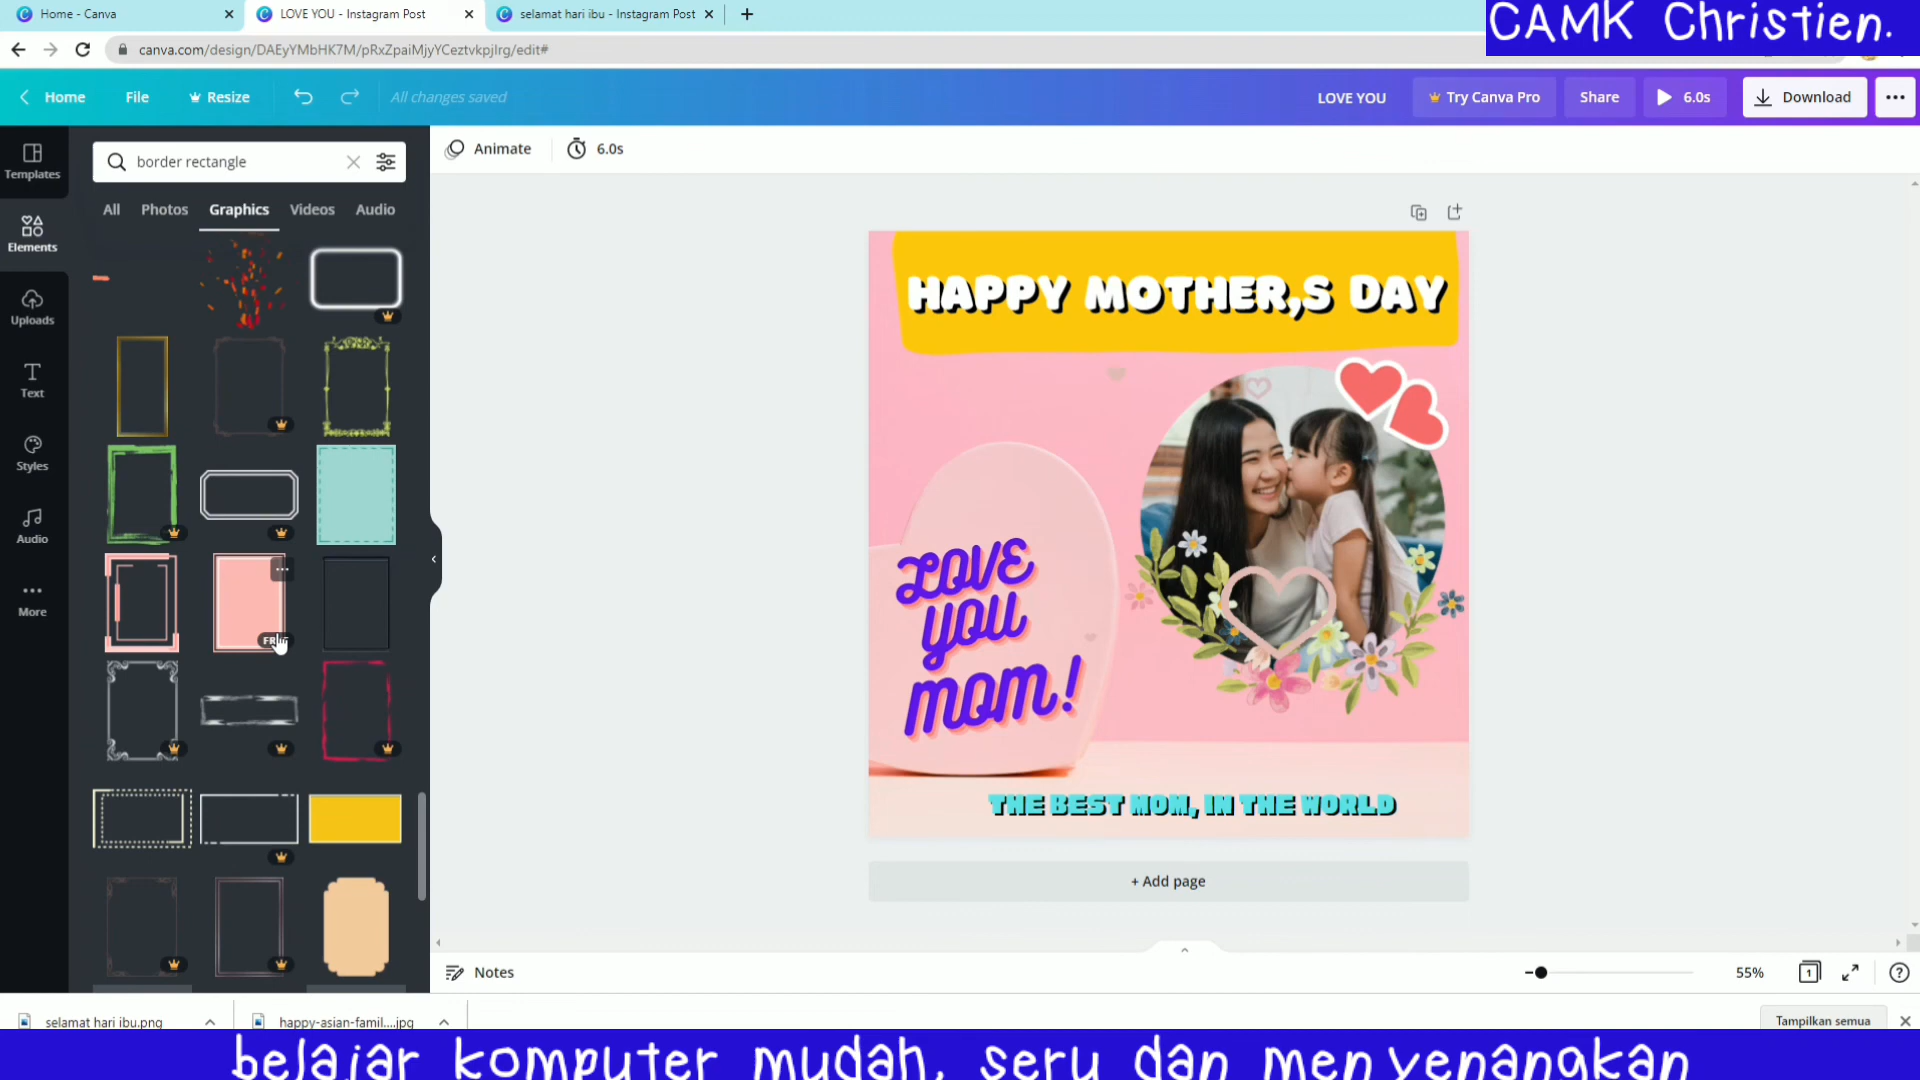 Home - Canva
LOVE YOU - Instagram Post
selamat hari ibu - Instagram Post
CAMK Christien.
canva.com/design/DAEyYMbHK7M/pRxZpaiMjyYCeztvkpjlrg/edit#
Home
File
Resize
All changes saved
LOVE YOU
Try Canva Pro
Share
6.0s
Download
Templates
Elements
Uploads
Text
Styles
Audio
More
border rectangle
All
Photos
Graphics
Videos
Audio
Animate
6.0s
HAPPY MOTHER,S DAY
LOVE
YOU
MOM!
THE BEST MOM, IN THE WORLD
+ Add page
Notes
55%
1
selamat hari ibu.png
happy-asian-famil....jpg
Tampilkan semua
belajar komputer mudah, seru dan menyenangkan